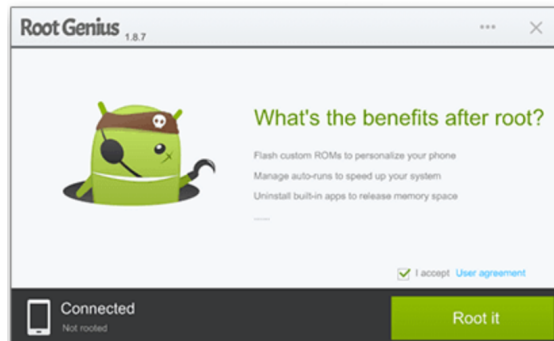 Root Genius 1.8.7
What's the benefits after root?
Flash custom ROMs to personalize your phone
Manage auto-runs to speed up your system
Uninstall built-in apps to release memory space
......
I accept User agreement
Connected
Not rooted
Root it